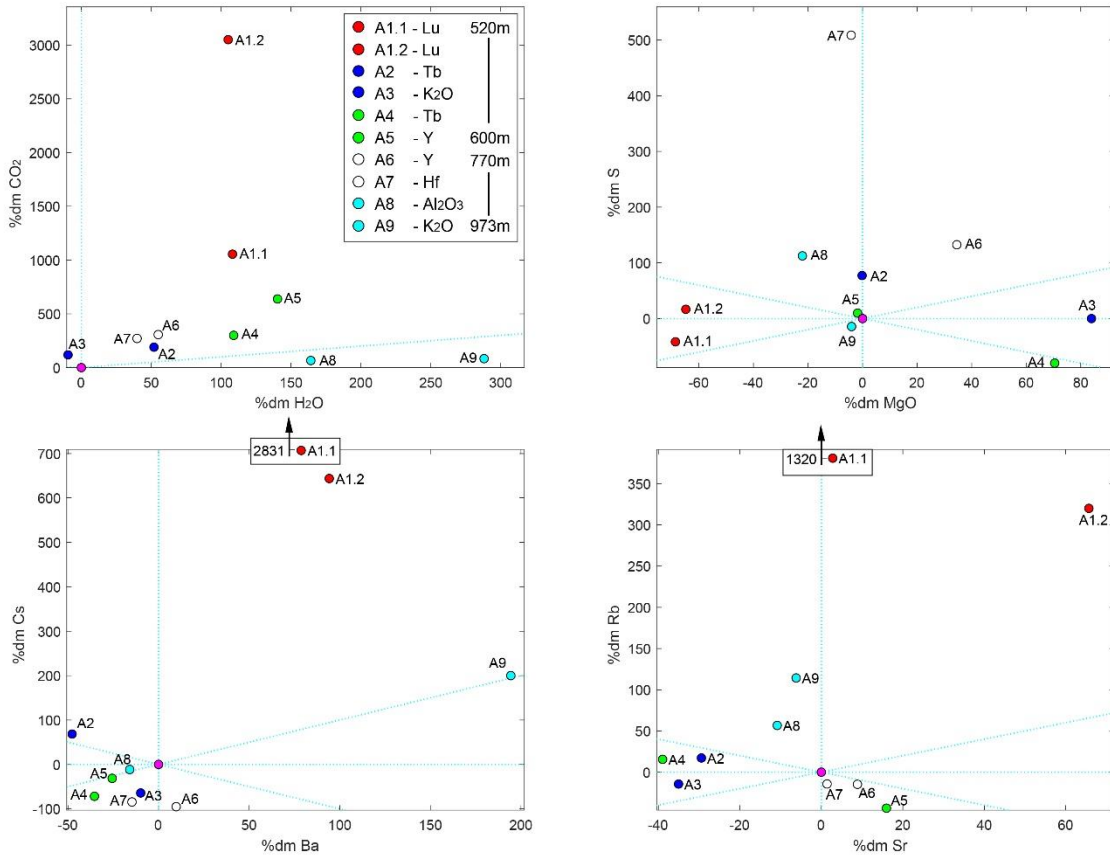 3000
2500
2000
1500
1000
500
0
%dm CO₂
A1.2
A1.1
A5
A4
A6
A7
A2
A3
A8
A9
0 50 100 150 200 250 300
%dm H₂O
A1.1 - Lu 520m
A1.2 - Lu
A2 - Tb
A3 - K₂O
A4 - Tb
A5 - Y 600m
A6 - Y 770m
A7 - Hf
A8 - Al₂O₃
A9 - K₂O 973m
500
400
300
200
100
0
%dm S
A7
A6
A8
A2
A5
A1.2
A3
A9
A1.1
A4
-60 -40 -20 0 20 40 60 80
%dm MgO
700
600
500
400
300
200
100
0
-100
%dm Cs
2831 A1.1
A1.2
A9
A2
A8
A5
A4
A7
A3
A6
-50 0 50 100 150 200
%dm Ba
350
300
250
200
150
100
50
0
%dm Rb
1320 A1.1
A1.2
A9
A8
A4
A2
A3
A7
A6
A5
-40 -20 0 20 40 60
%dm Sr